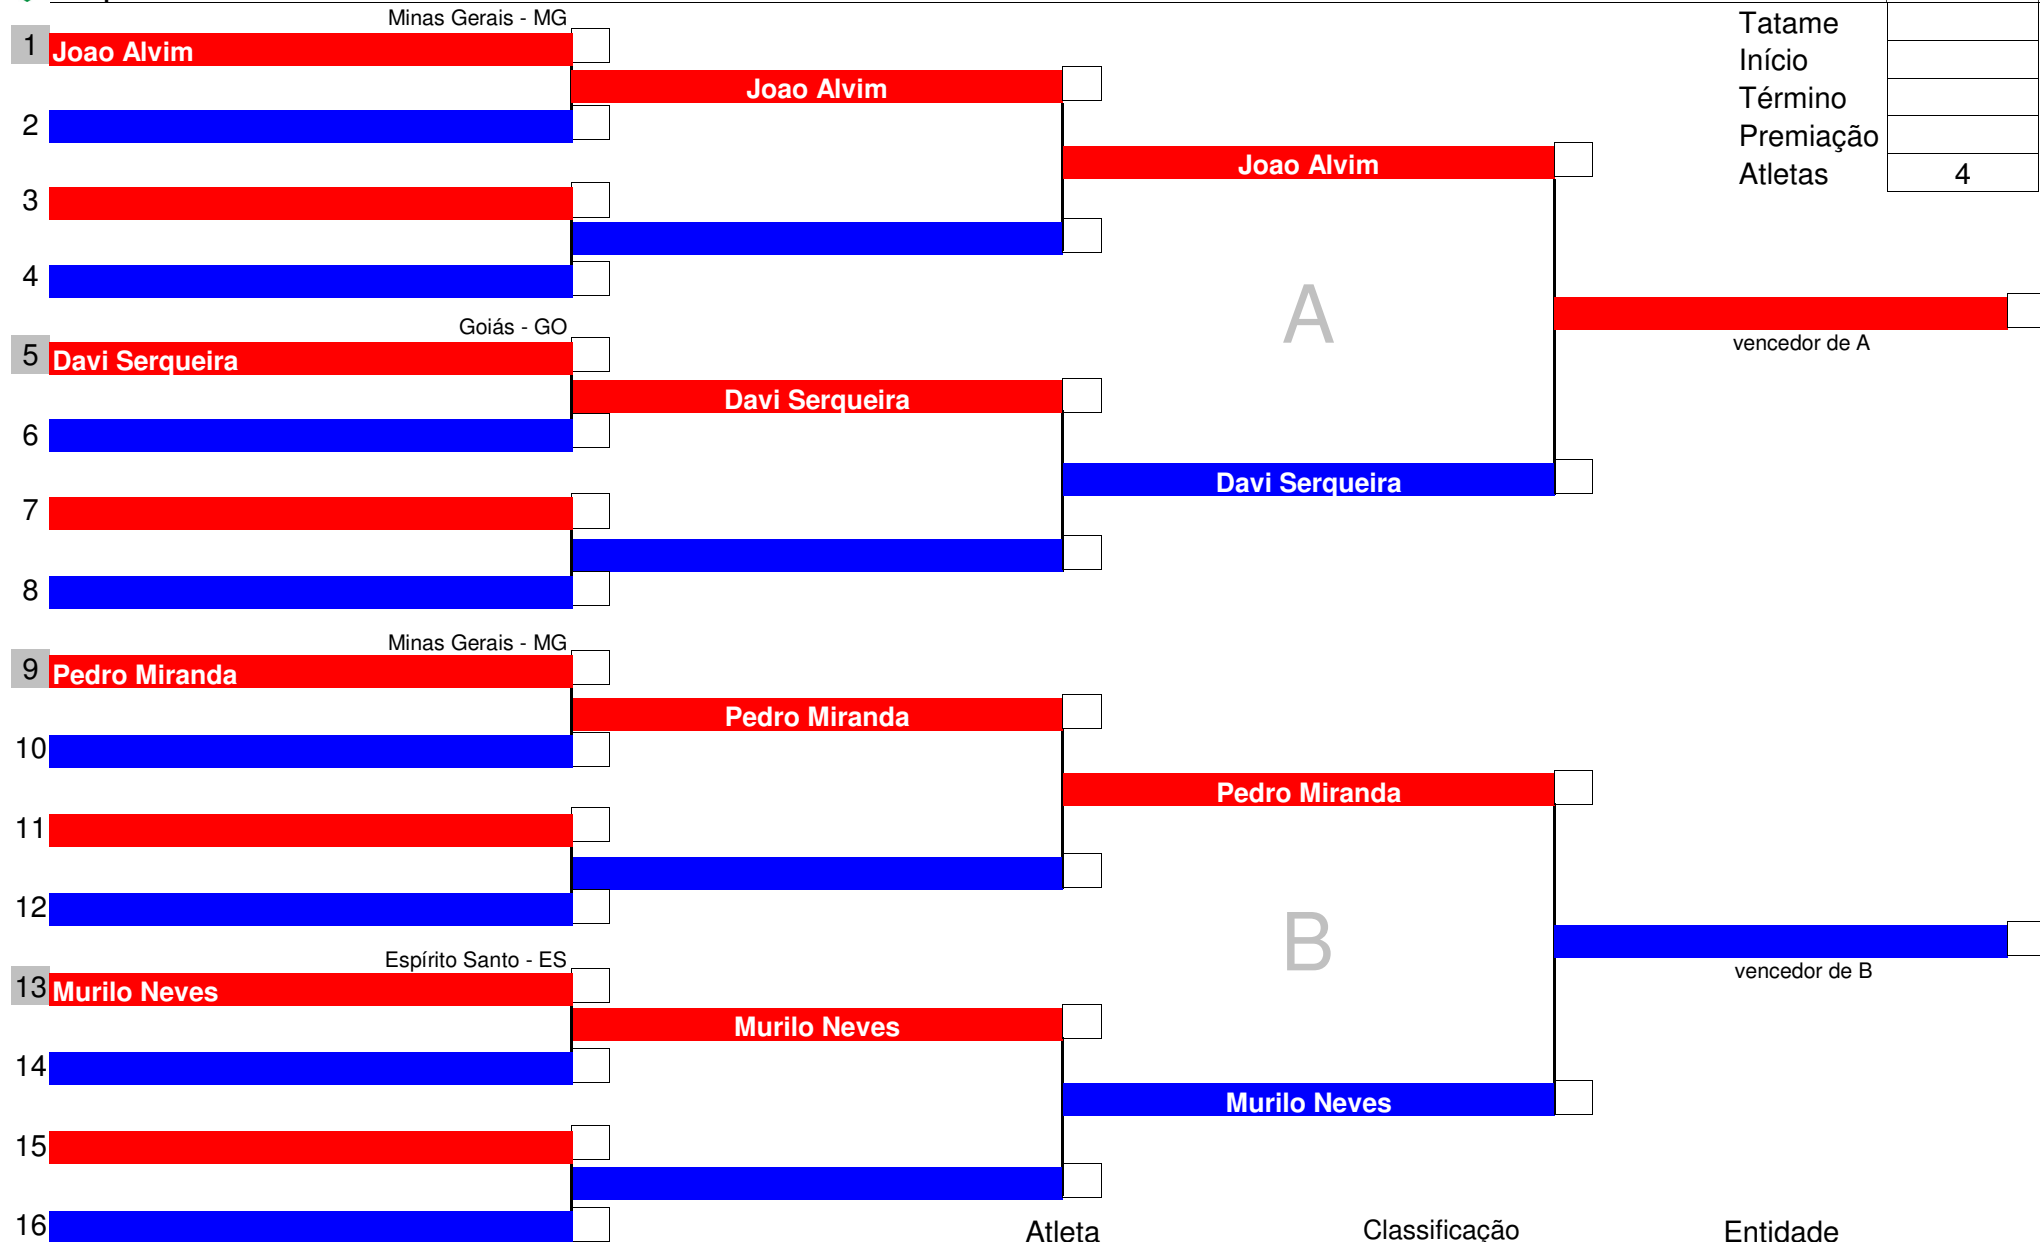 Minas Gerais - MG
Tatame
1 Joao Alvim
Início
Joao Alvim
Término
2
Premiação
Joao Alvim
Atletas 4
3
4
A
Goiás - GO
vencedor de A
5 Davi Serqueira
Davi Serqueira
6
Davi Serqueira
7
8
Minas Gerais - MG
9 Pedro Miranda
Pedro Miranda
10
Pedro Miranda
11
12
B
Espírito Santo - ES
vencedor de B
13 Murilo Neves
Murilo Neves
14
Murilo Neves
15
16
Atleta Classificação Entidade